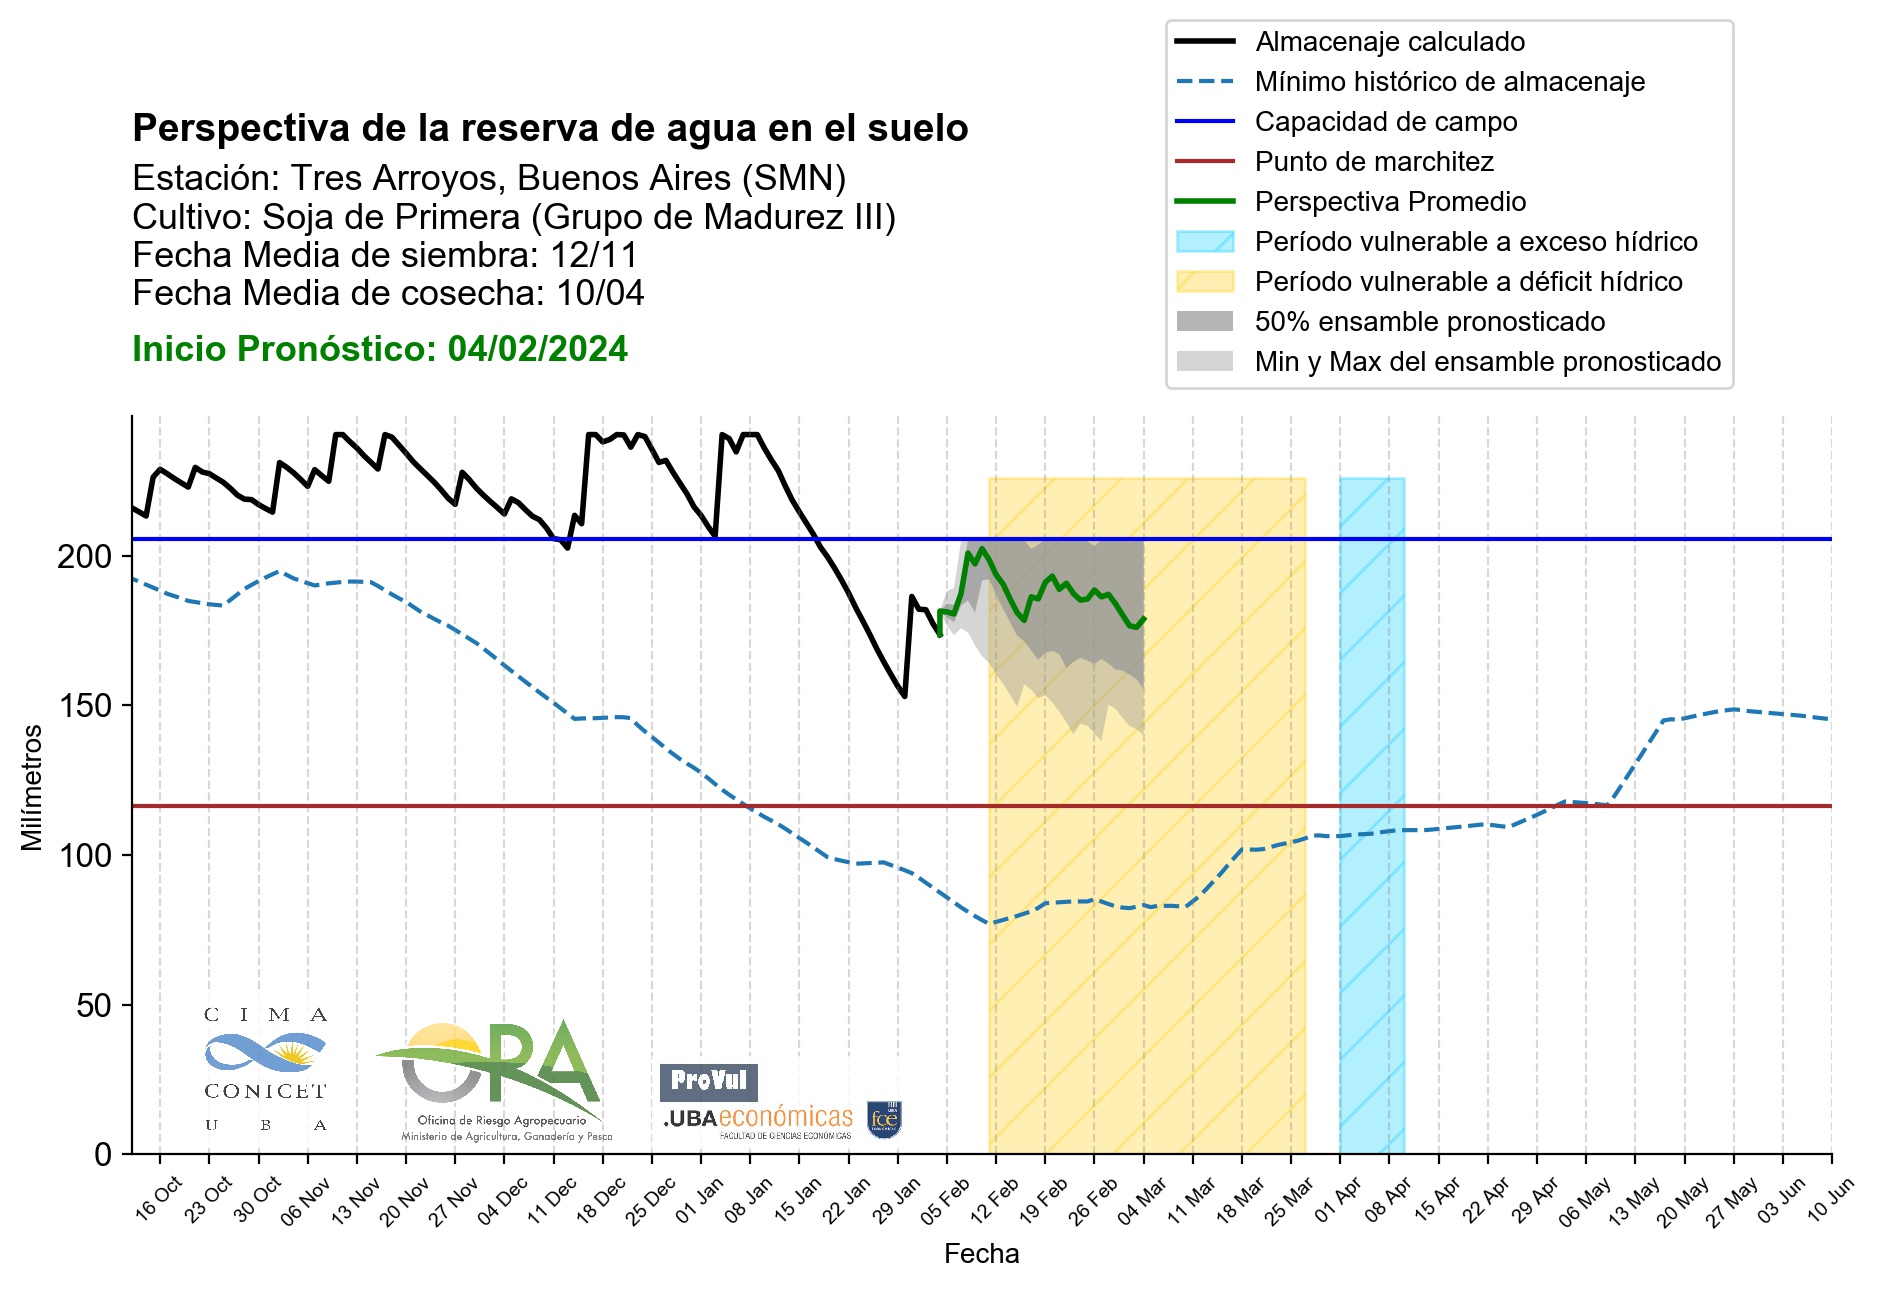 Almacenaje calculado
Mínimo histórico de almacenaje
Capacidad de campo
Punto de marchitez
Perspectiva Promedio
Período vulnerable a exceso hídrico
Período vulnerable a déficit hídrico
50% ensamble pronosticado
Min y Max del ensamble pronosticado
Perspectiva de la reserva de agua en el suelo
Estación: Tres Arroyos, Buenos Aires (SMN)
Cultivo: Soja de Primera (Grupo de Madurez III)
Fecha Media de siembra: 12/11
Fecha Media de cosecha: 10/04
Inicio Pronóstico: 04/02/2024
Milímetros
200
150
100
50
0
CIMA
CONICET
UBA
ORA
Oficina de Riesgo Agropecuario
Ministerio de Agricultura, Ganadería y Pesca
ProVul
.UBAeconómicas
FACULTAD DE CIENCIAS ECONÓMICAS
fce
16 Oct
23 Oct
30 Oct
06 Nov
13 Nov
20 Nov
27 Nov
04 Dec
11 Dec
18 Dec
25 Dec
01 Jan
08 Jan
15 Jan
22 Jan
29 Jan
05 Feb
12 Feb
19 Feb
26 Feb
04 Mar
11 Mar
18 Mar
25 Mar
01 Apr
08 Apr
15 Apr
22 Apr
29 Apr
06 May
13 May
20 May
27 May
03 Jun
10 Jun
Fecha